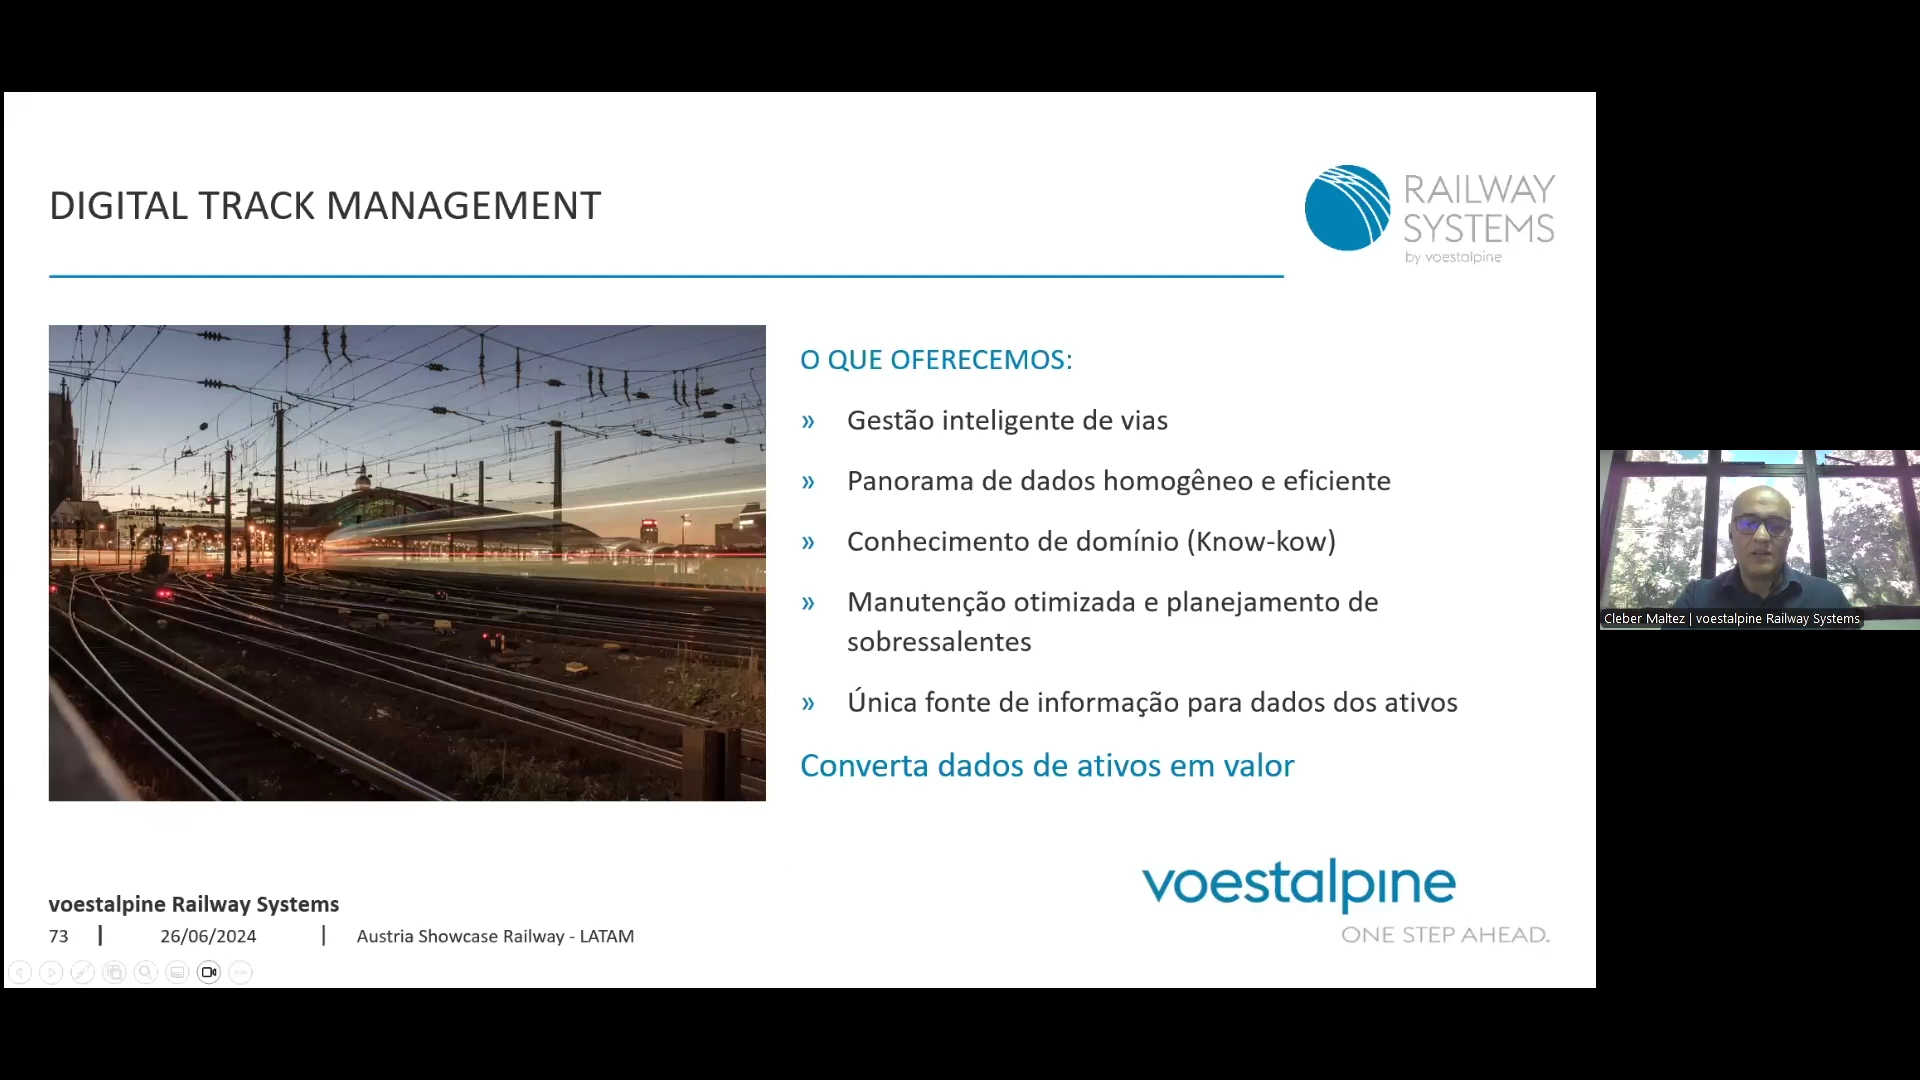 DIGITAL TRACK MANAGEMENT
RAILWAY
SYSTEMS
by voestalpine
O QUE OFERECEMOS:
» Gestão inteligente de vias
» Panorama de dados homogêneo e eficiente
» Conhecimento de domínio (Know-kow)
» Manutenção otimizada e planejamento de
sobressalentes
» Única fonte de informação para dados dos ativos
Converta dados de ativos em valor
voestalpine
ONE STEP AHEAD.
voestalpine Railway Systems
73 | 26/06/2024 | Austria Showcase Railway - LATAM
Cleber Maltez | voestalpine Railway Systems